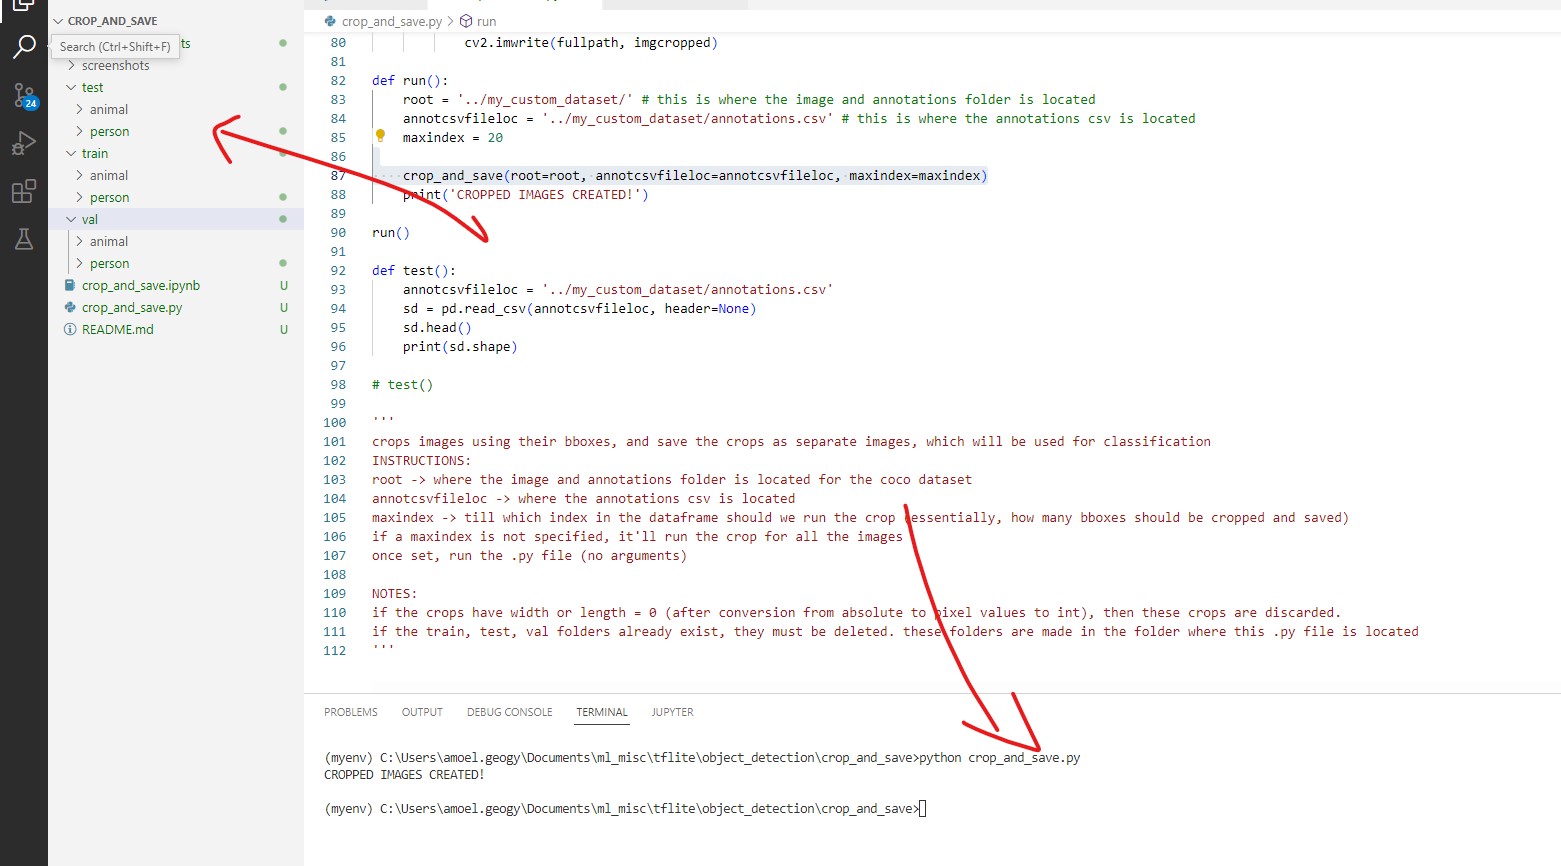 CROP_AND_SAVE
Search (Ctrl+Shift+F)
ts
screenshots
test
animal
person
train
animal
person
val
animal
person
crop_and_save.ipynb U
crop_and_save.py U
README.md U
24
crop_and_save.py > run
80 cv2.imwrite(fullpath, imgcropped)
81
82 def run():
83 root = '../my_custom_dataset/' # this is where the image and annotations folder is located
84 annotcsvfileloc = '../my_custom_dataset/annotations.csv' # this is where the annotations csv is located
85 maxindex = 20
86
87 crop_and_save(root=root, annotcsvfileloc=annotcsvfileloc, maxindex=maxindex)
88 print('CROPPED IMAGES CREATED!')
89
90 run()
91
92 def test():
93 annotcsvfileloc = '../my_custom_dataset/annotations.csv'
94 sd = pd.read_csv(annotcsvfileloc, header=None)
95 sd.head()
96 print(sd.shape)
97
98 # test()
99
100 '''
101 crops images using their bboxes, and save the crops as separate images, which will be used for classification
102 INSTRUCTIONS:
103 root -> where the image and annotations folder is located for the coco dataset
104 annotcsvfileloc -> where the annotations csv is located
105 maxindex -> till which index in the dataframe should we run the crop (essentially, how many bboxes should be cropped and saved)
106 if a maxindex is not specified, it'll run the crop for all the images
107 once set, run the .py file (no arguments)
108
109 NOTES:
110 if the crops have width or length = 0 (after conversion from absolute to pixel values to int), then these crops are discarded.
111 if the train, test, val folders already exist, they must be deleted. these folders are made in the folder where this .py file is located
112 '''
PROBLEMS OUTPUT DEBUG CONSOLE TERMINAL JUPYTER
(myenv) C:\Users\amoel.geogy\Documents\ml_misc\tflite\object_detection\crop_and_save>python crop_and_save.py
CROPPED IMAGES CREATED!
(myenv) C:\Users\amoel.geogy\Documents\ml_misc\tflite\object_detection\crop_and_save>